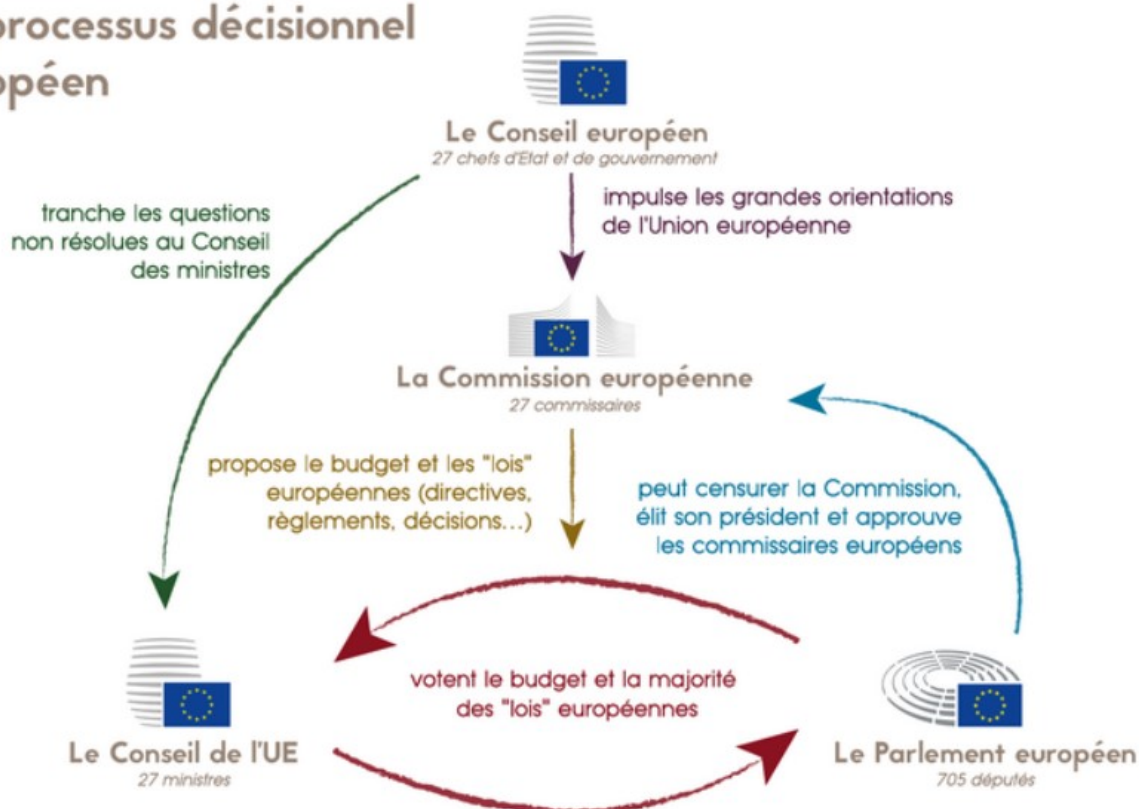 processus décisionnel
opéen
Le Conseil européen
27 chefs d'Etat et de gouvernement
tranche les questions
non résolues au Conseil
des ministres
impulse les grandes orientations
de l'Union européenne
La Commission européenne
27 commissaires
propose le budget et les "lois"
européennes (directives,
règlements, décisions...)
peut censurer la Commission,
élit son président et approuve
les commissaires européens
votent le budget et la majorité
des "lois" européennes
Le Conseil de l'UE
27 ministres
Le Parlement européen
705 députés